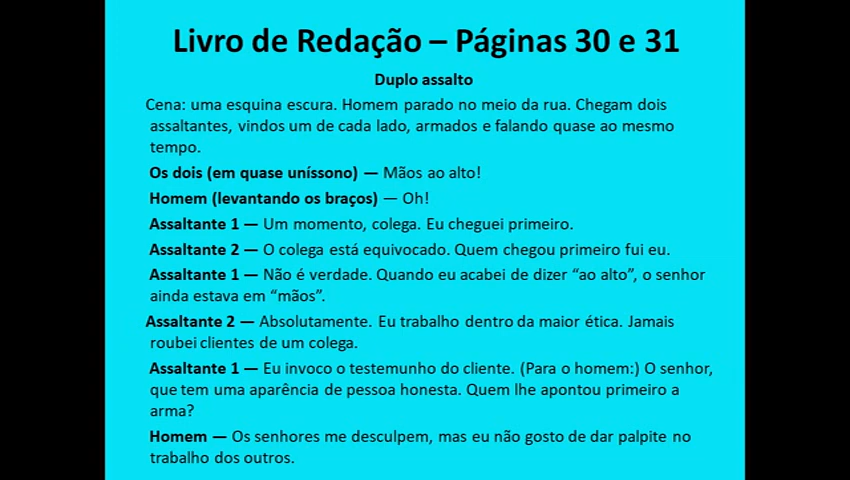 Livro de Redação – Páginas 30 e 31
Duplo assalto
Cena: uma esquina escura. Homem parado no meio da rua. Chegam dois
assaltantes, vindos um de cada lado, armados e falando quase ao mesmo
tempo.
Os dois (em quase uníssono) — Mãos ao alto!
Homem (levantando os braços) — Oh!
Assaltante 1 — Um momento, colega. Eu cheguei primeiro.
Assaltante 2 — O colega está equivocado. Quem chegou primeiro fui eu.
Assaltante 1 — Não é verdade. Quando eu acabei de dizer “ao alto”, o senhor
ainda estava em “mãos”.
Assaltante 2 — Absolutamente. Eu trabalho dentro da maior ética. Jamais
roubei clientes de um colega.
Assaltante 1 — Eu invoco o testemunho do cliente. (Para o homem:) O senhor,
que tem uma aparência de pessoa honesta. Quem lhe apontou primeiro a
arma?
Homem — Os senhores me desculpem, mas eu não gosto de dar palpite no
trabalho dos outros.